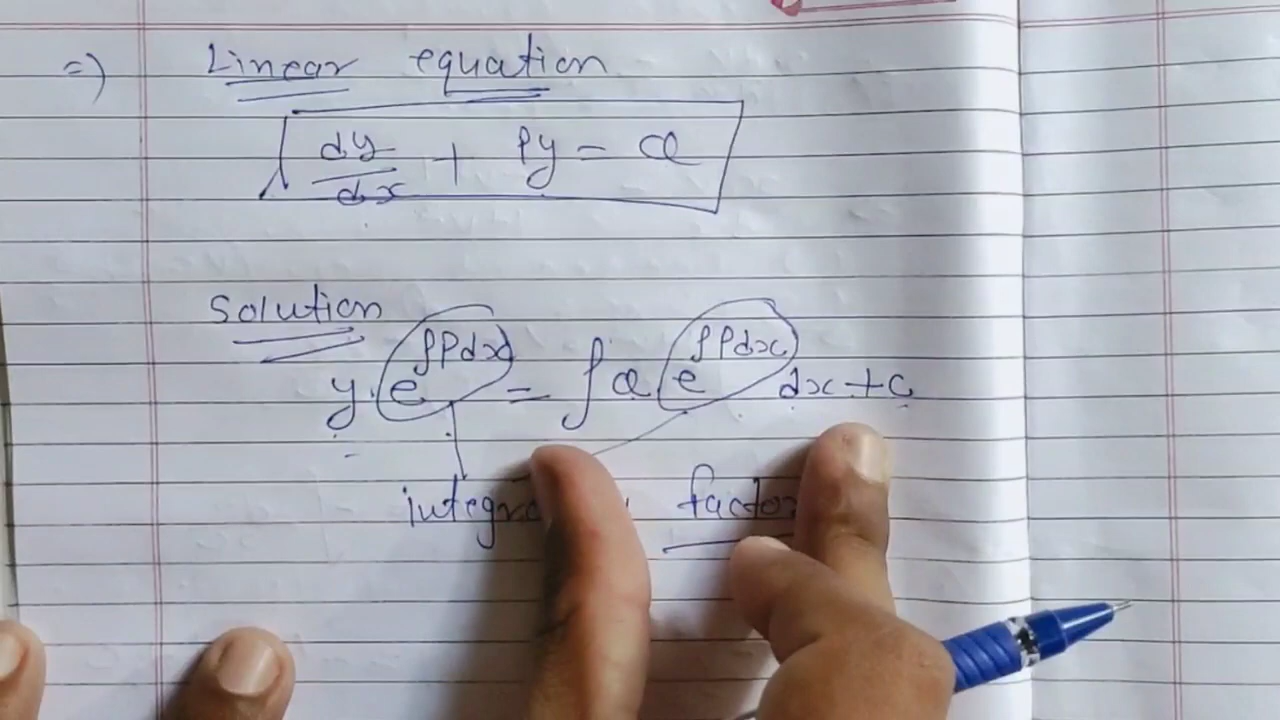 =) Linear equation
dy/dx + Py = Q
Solution
y. e^∫Pdx = ∫Q e^∫Pdx dx + c
factor